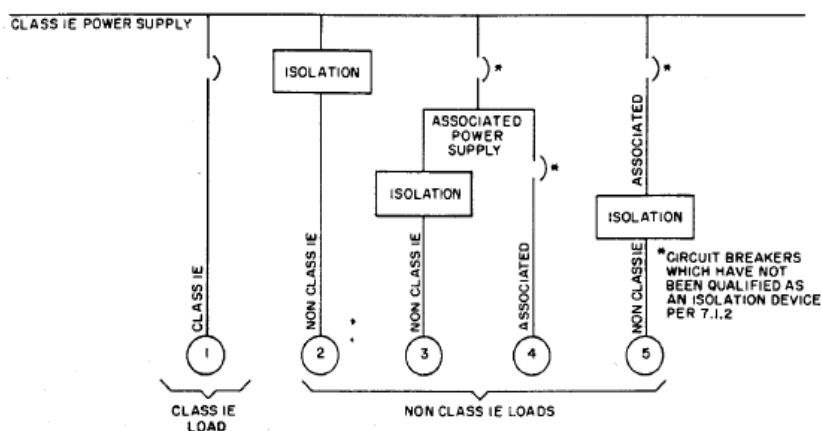 CLASS IE POWER SUPPLY
ISOLATION
*
*
ASSOCIATED
POWER
SUPPLY
*
ASSOCIATED
ISOLATION
ISOLATION
CLASS IE
NON CLASS IE
NON CLASS IE
ASSOCIATED
NON CLASS IE
*CIRCUIT BREAKERS
WHICH HAVE NOT
BEEN QUALIFIED AS
AN ISOLATION DEVICE
PER 7.1.2
1
2
3
4
5
CLASS IE
LOAD
NON CLASS IE LOADS